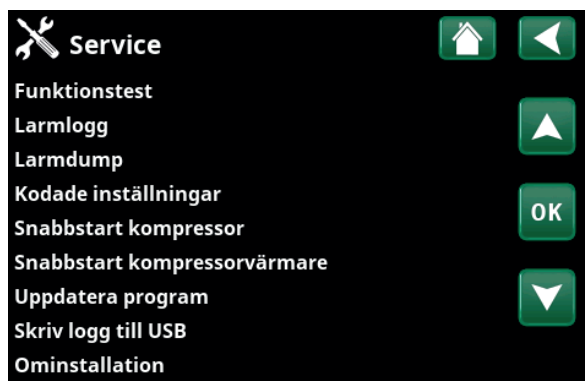 Service
Funktionstest
Larmlogg
Larmdump
Kodade inställningar
Snabbstart kompressor
Snabbstart kompressorvärmare
Uppdatera program
Skriv logg till USB
Ominstallation
OK